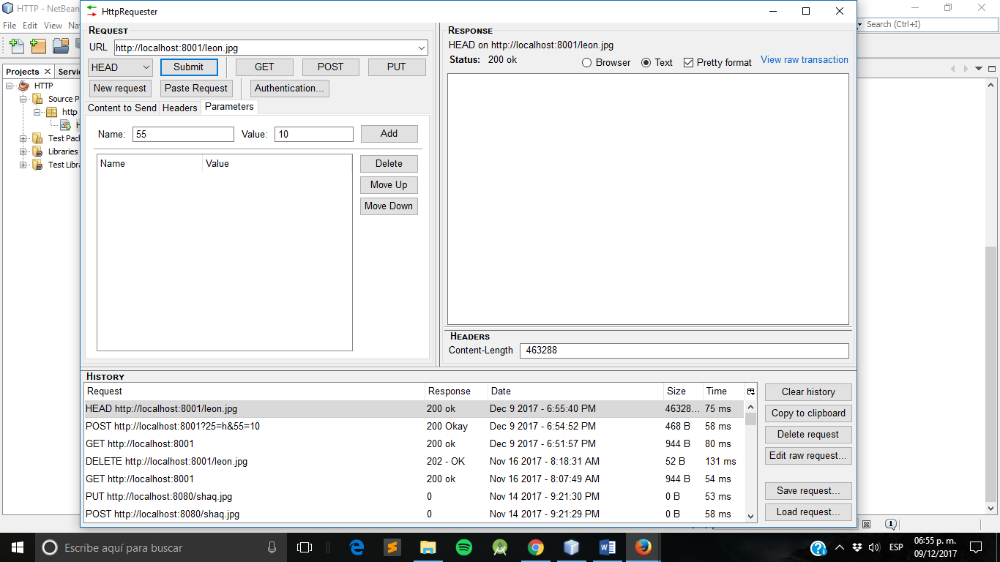 HTTP - NetBean
HttpRequester
File Edit View Na
Search (Ctrl+I)
Projects
Servic
HTTP
Source P
http
H
Test Pac
Libraries
Test Libra
REQUEST
URL http://localhost:8001/leon.jpg
HEAD Submit GET POST PUT
New request Paste Request Authentication...
Content to Send Headers Parameters
Name: 55 Value: 10 Add
Name Value
Delete
Move Up
Move Down
RESPONSE
HEAD on http://localhost:8001/leon.jpg
Status: 200 ok Browser Text Pretty format View raw transaction
HEADERS
Content-Length 463288
HISTORY
Request Response Date Size Time
HEAD http://localhost:8001/leon.jpg 200 ok Dec 9 2017 - 6:55:40 PM 46328... 75 ms
POST http://localhost:8001?25=h&55=10 200 Okay Dec 9 2017 - 6:54:52 PM 468 B 58 ms
GET http://localhost:8001 200 ok Dec 9 2017 - 6:51:57 PM 944 B 80 ms
DELETE http://localhost:8001/leon.jpg 202 - OK Nov 16 2017 - 8:18:31 AM 52 B 131 ms
GET http://localhost:8001 200 ok Nov 16 2017 - 8:07:49 AM 944 B 54 ms
PUT http://localhost:8080/shaq.jpg 0 Nov 14 2017 - 9:21:30 PM 0 B 53 ms
POST http://localhost:8080/shaq.jpg 0 Nov 14 2017 - 9:21:29 PM 0 B 58 ms
Clear history
Copy to clipboard
Delete request
Edit raw request...
Save request...
Load request...
1
Escribe aquí para buscar
ESP
06:55 p. m.
09/12/2017